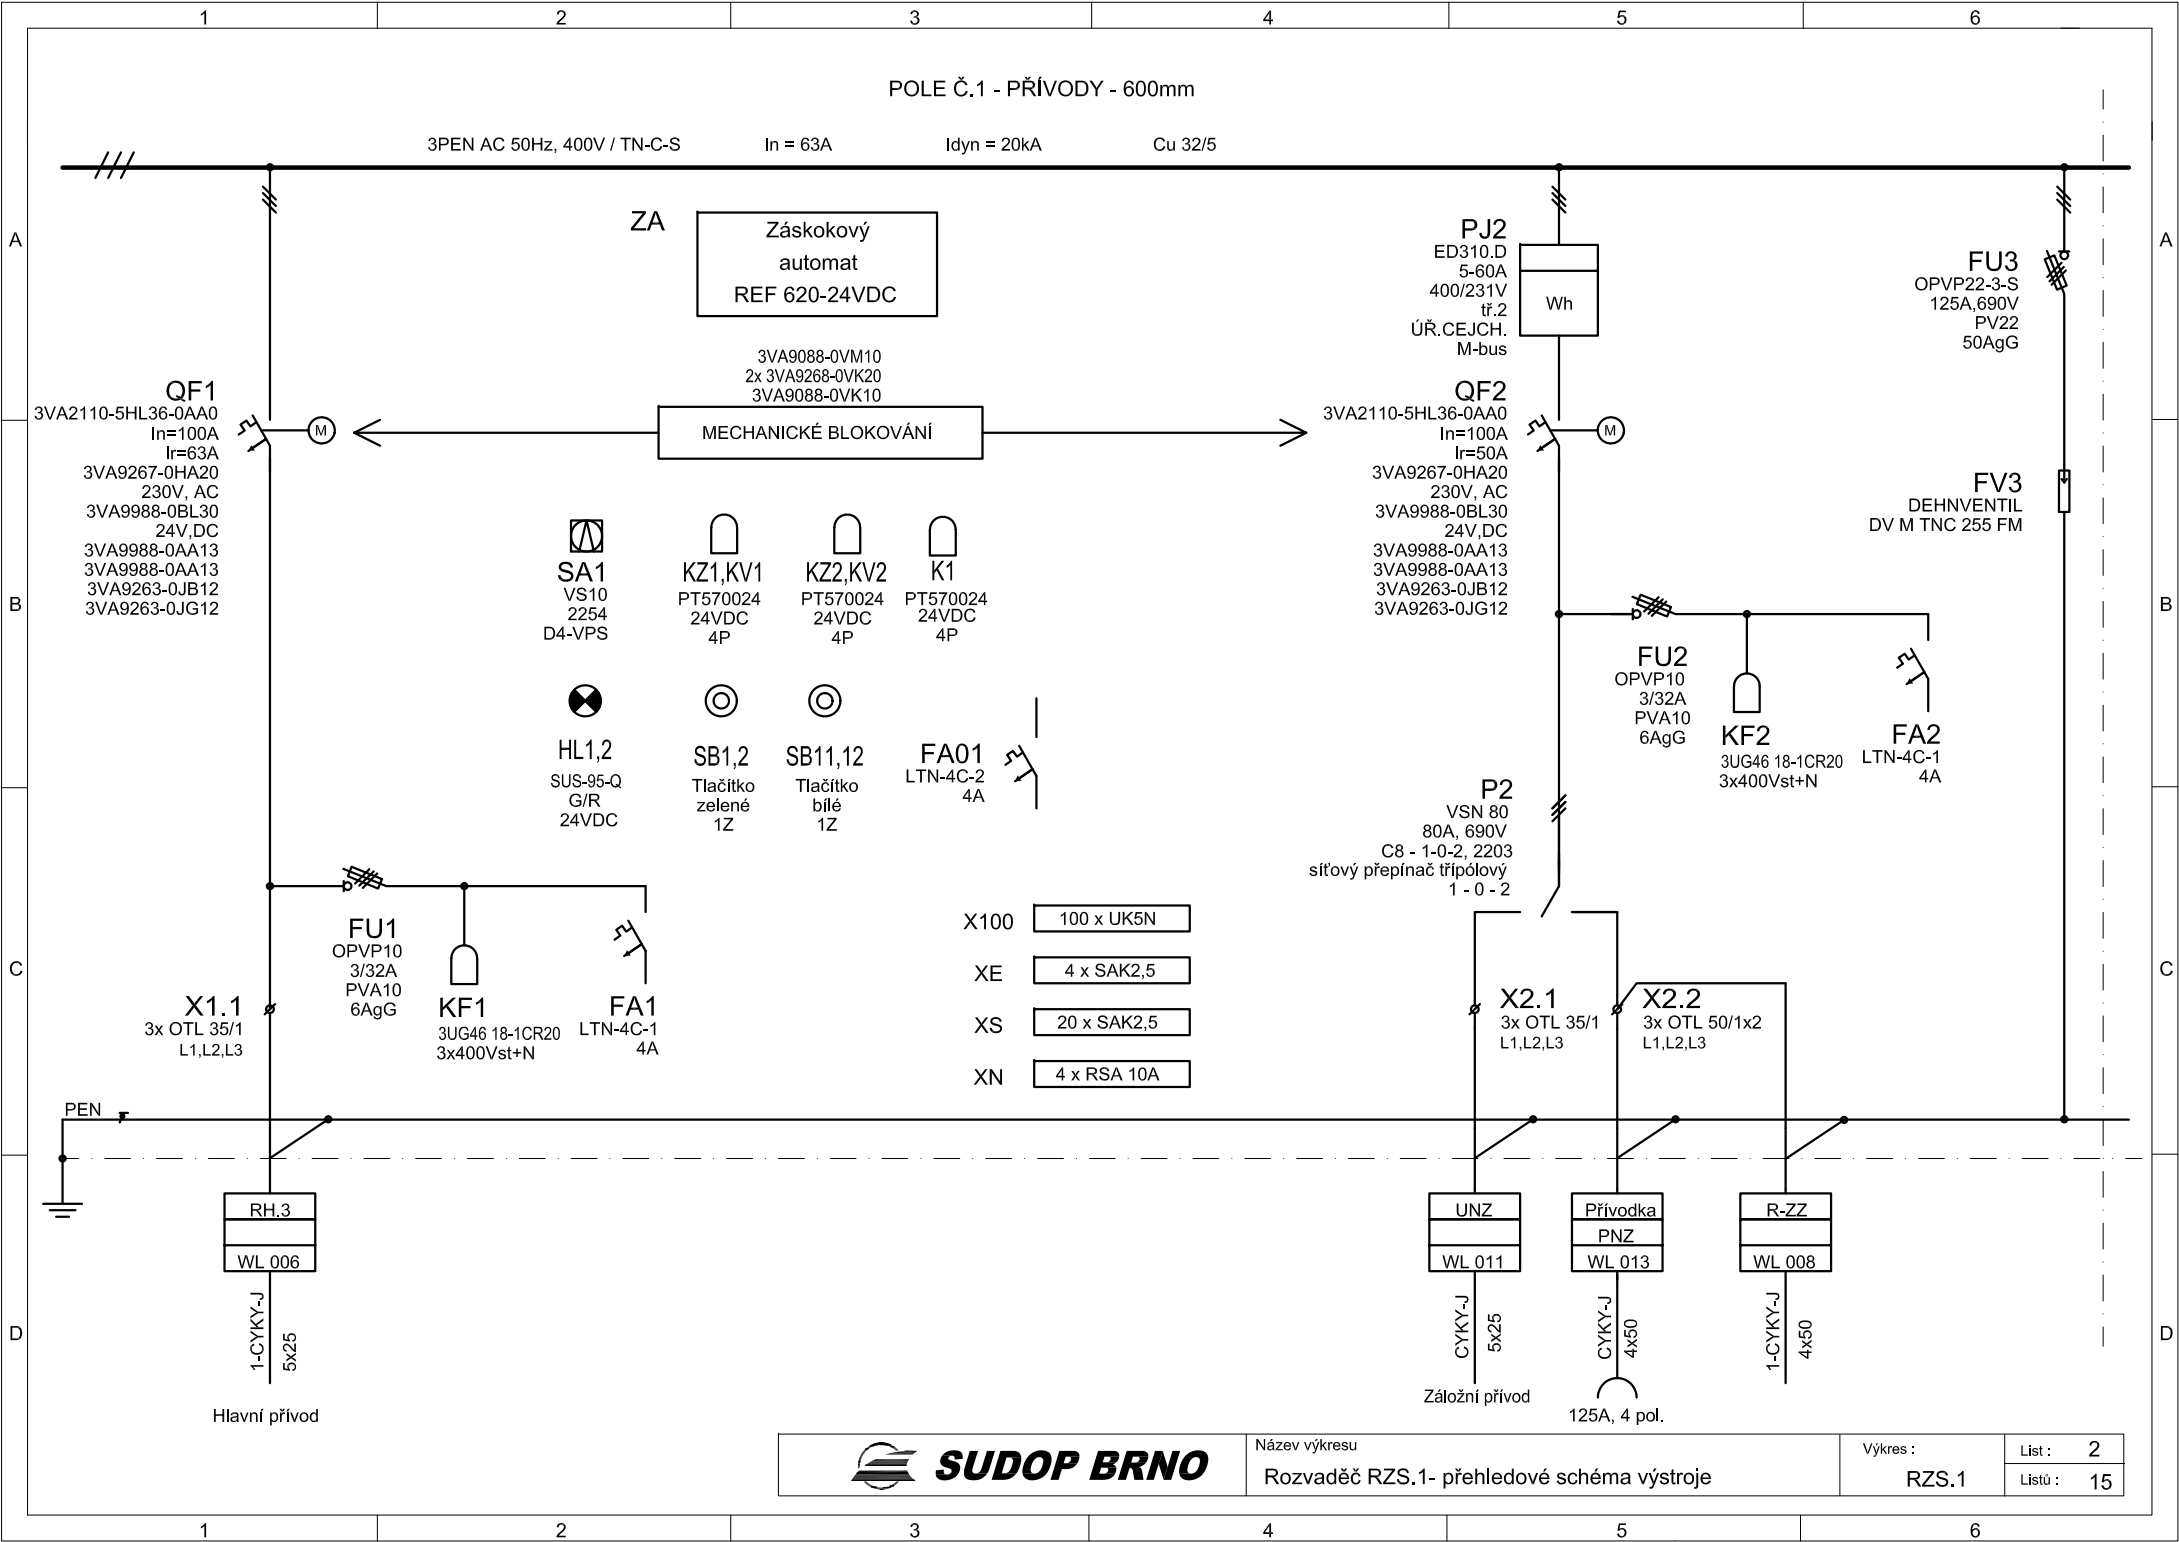 1 2 3 4 5 6
POLE Č.1 - PŘÍVODY - 600mm
3PEN AC 50Hz, 400V / TN-C-S In = 63A Idyn = 20kA Cu 32/5
A
A
ZA
Záskokový
automat
REF 620-24VDC
PJ2
ED310.D
5-60A
400/231V
tř.2
ÚŘ.CEJCH.
M-bus
Wh
FU3
OPVP22-3-S
125A,690V
PV22
50AgG
3VA9088-0VM10
2x 3VA9268-0VK20
3VA9088-0VK10
MECHANICKÉ BLOKOVÁNÍ
QF1
3VA2110-5HL36-0AA0
In=100A
Ir=63A
3VA9267-0HA20
230V, AC
3VA9988-0BL30
24V,DC
3VA9988-0AA13
3VA9988-0AA13
3VA9263-0JB12
3VA9263-0JG12
M
QF2
3VA2110-5HL36-0AA0
In=100A
Ir=50A
3VA9267-0HA20
230V, AC
3VA9988-0BL30
24V,DC
3VA9988-0AA13
3VA9988-0AA13
3VA9263-0JB12
3VA9263-0JG12
M
FV3
DEHNVENTIL
DV M TNC 255 FM
B
B
SA1
VS10
2254
D4-VPS
KZ1,KV1
PT570024
24VDC
4P
KZ2,KV2
PT570024
24VDC
4P
K1
PT570024
24VDC
4P
HL1,2
SUS-95-Q
G/R
24VDC
SB1,2
Tlačítko
zelené
1Z
SB11,12
Tlačítko
bílé
1Z
FA01
LTN-4C-2
4A
FU2
OPVP10
3/32A
PVA10
6AgG
KF2
3UG46 18-1CR20
3x400Vst+N
FA2
LTN-4C-1
4A
P2
VSN 80
80A, 690V
C8 - 1-0-2, 2203
síťový přepínač třípólový
1 - 0 - 2
C
C
FU1
OPVP10
3/32A
PVA10
6AgG
KF1
3UG46 18-1CR20
3x400Vst+N
FA1
LTN-4C-1
4A
X1.1
3x OTL 35/1
L1,L2,L3
X100 100 x UK5N
XE 4 x SAK2,5
XS 20 x SAK2,5
XN 4 x RSA 10A
X2.1
3x OTL 35/1
L1,L2,L3
X2.2
3x OTL 50/1x2
L1,L2,L3
PEN
D
D
RH.3
WL 006
1-CYKY-J
5x25
Hlavní přívod
UNZ
WL 011
CYKY-J
5x25
Záložní přívod
Přívodka
PNZ
WL 013
CYKY-J
4x50
125A, 4 pol.
R-ZZ
WL 008
1-CYKY-J
4x50
SUDOP BRNO
Název výkresu
Rozvaděč RZS.1- přehledové schéma výstroje
Výkres :
RZS.1
List : 2
Listů : 15
1 2 3 4 5 6